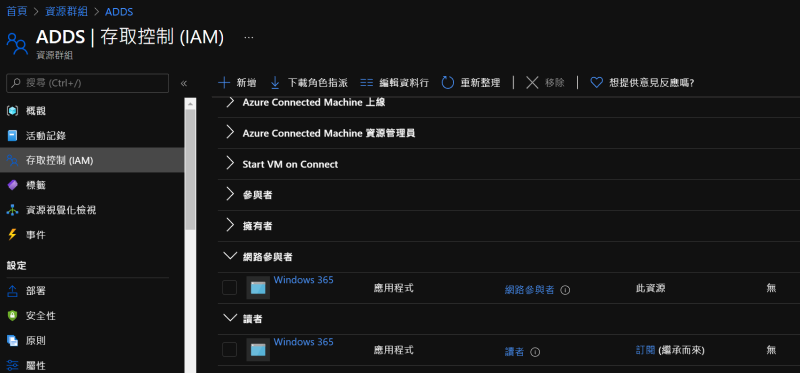 首頁 > 資源群組 > ADDS
ADDS | 存取控制 (IAM) ...
資源群組
搜尋 (Ctrl+/) «
新增 下載角色指派 編輯資料行 重新整理 移除 想提供意見反應嗎?
概觀
活動記錄
存取控制 (IAM)
標籤
資源視覺化檢視
事件
設定
部署
安全性
原則
屬性
Azure Connected Machine 上線
Azure Connected Machine 資源管理員
Start VM on Connect
參與者
擁有者
網路參與者
Windows 365 應用程式 網路參與者 此資源 無
讀者
Windows 365 應用程式 讀者 訂閱 (繼承而來) 無